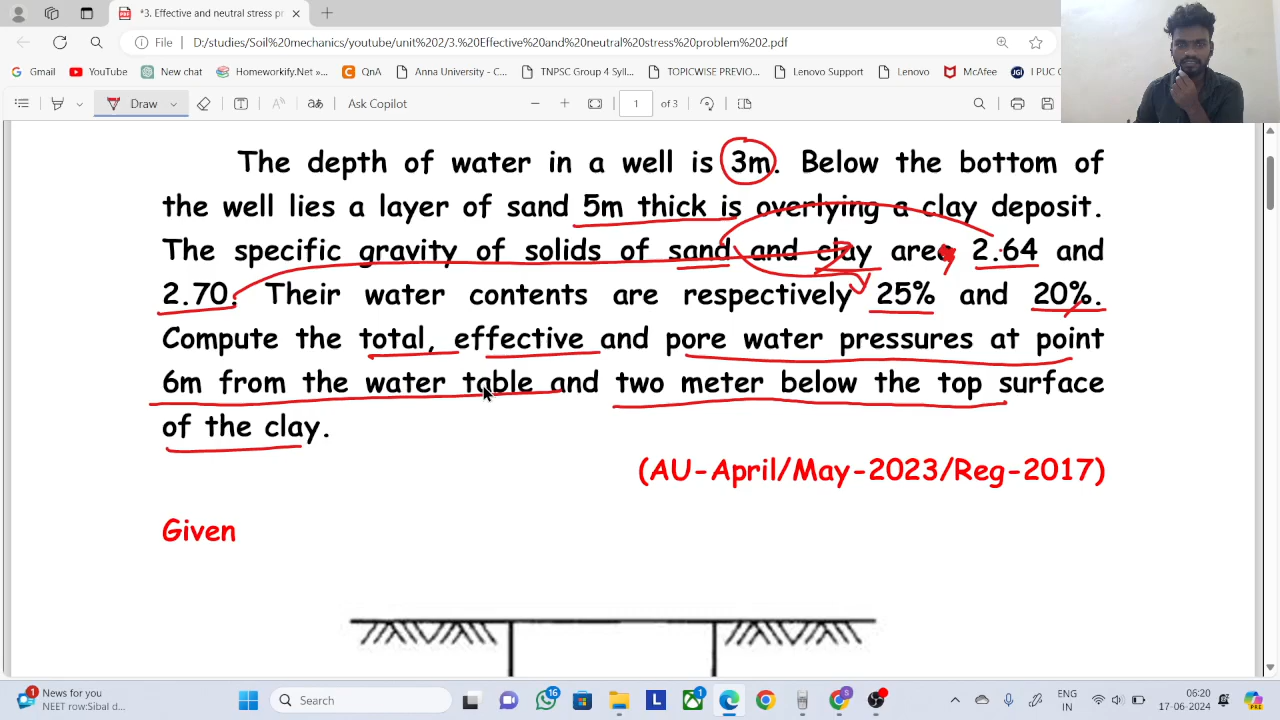 *3. Effective and neutral stress pr
File
D:/studies/Soil%20mechanics/youtube/unit%202/3.%20effective%20and%20neutral%20stress%20problem%202.pdf
Gmail YouTube New chat Homeworkify.Net>... QnA Anna University - C... TNPSC Group 4 Syll... TOPICWISE PREVIO... Lenovo Support Lenovo McAfee I PUC C
Draw Ask Copilot 1 of 3
The depth of water in a well is 3m. Below the bottom of
the well lies a layer of sand 5m thick is overlying a clay deposit.
The specific gravity of solids of sand and clay area 2.64 and
2.70. Their water contents are respectively 25% and 20%.
Compute the total, effective and pore water pressures at point
6m from the water table and two meter below the top surface
of the clay.
(AU-April/May-2023/Reg-2017)
Given
News for you
NEET row:Sibal d...
Search
16
1
1
ENG
IN
06:20
17-06-2024